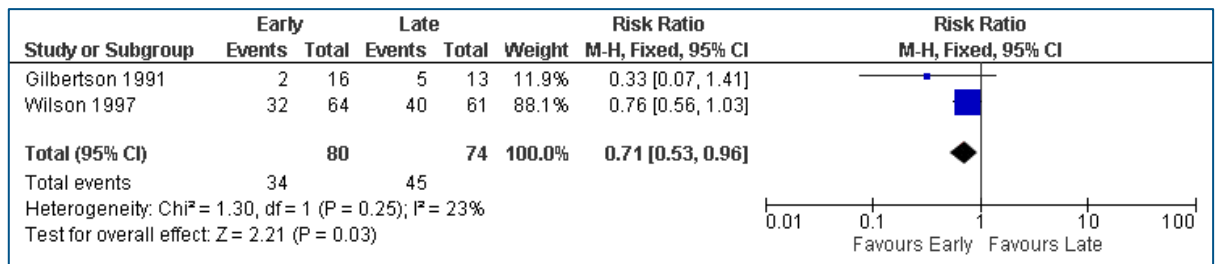 Early Late Risk Ratio Risk Ratio
Study or Subgroup Events Total Events Total Weight M-H, Fixed, 95% CI M-H, Fixed, 95% CI
Gilbertson 1991 2 16 5 13 11.9% 0.33 [0.07, 1.41]
Wilson 1997 32 64 40 61 88.1% 0.76 [0.56, 1.03]
Total (95% CI) 80 74 100.0% 0.71 [0.53, 0.96]
Total events 34 45
Heterogeneity: Chi² = 1.30, df = 1 (P = 0.25); I² = 23%
Test for overall effect: Z = 2.21 (P = 0.03)
0.01 0.1 1 10 100
Favours Early Favours Late